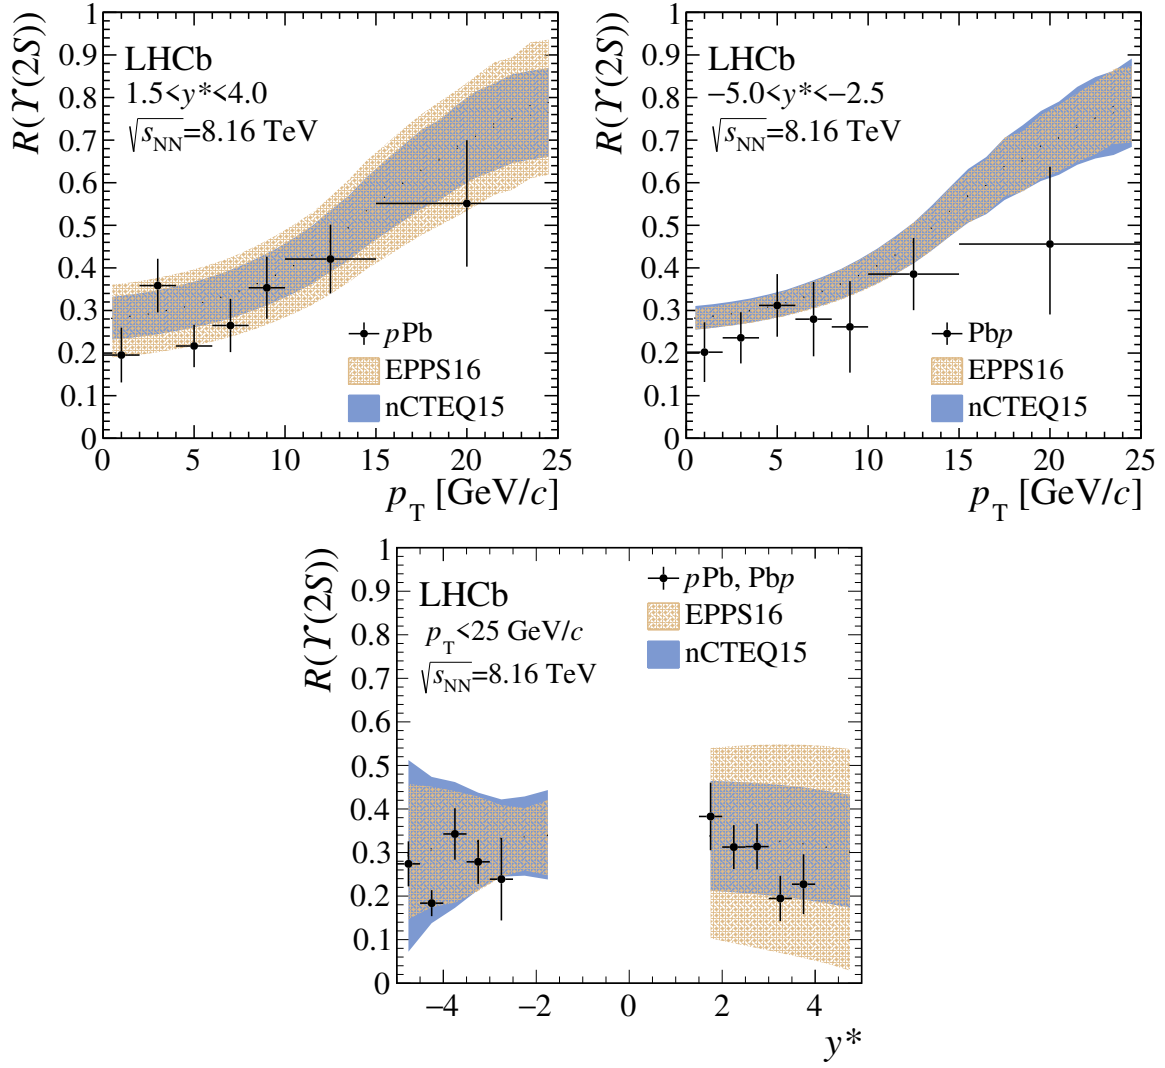 R(ϒ(2S))
1
0.9
0.8
0.7
0.6
0.5
0.4
0.3
0.2
0.1
0
LHCb
1.5<y*<4.0
√sNN=8.16 TeV
pPb
EPPS16
nCTEQ15
0 5 10 15 20 25
pT [GeV/c]
R(ϒ(2S))
1
0.9
0.8
0.7
0.6
0.5
0.4
0.3
0.2
0.1
0
LHCb
−5.0<y*<−2.5
√sNN=8.16 TeV
Pbp
EPPS16
nCTEQ15
0 5 10 15 20 25
pT [GeV/c]
R(ϒ(2S))
1
0.9
0.8
0.7
0.6
0.5
0.4
0.3
0.2
0.1
0
LHCb
pT<25 GeV/c
√sNN=8.16 TeV
pPb, Pbp
EPPS16
nCTEQ15
−4 −2 0 2 4
y*